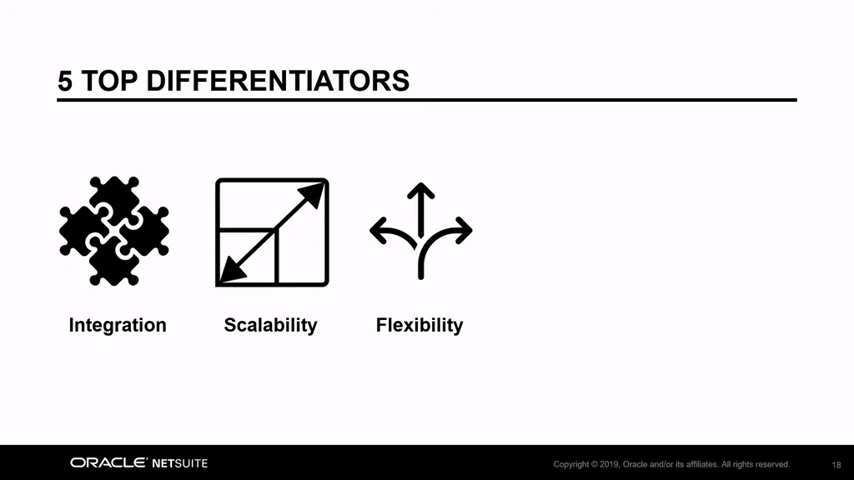 5 TOP DIFFERENTIATORS
Integration
Scalability
Flexibility
ORACLE NETSUITE
Copyright © 2019, Oracle and/or its affiliates. All rights reserved.
18